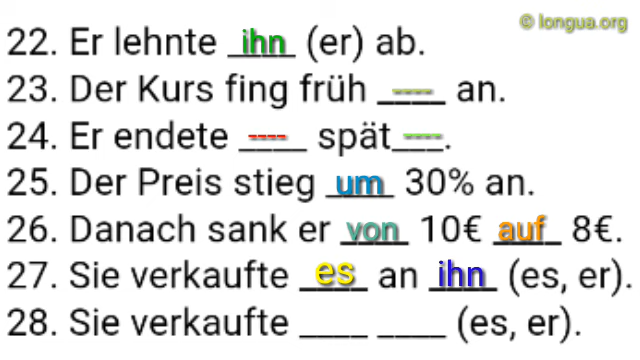 © longua.org
22. Er lehnte ihn (er) ab.
23. Der Kurs fing früh ---- an.
24. Er endete ---- spät----.
25. Der Preis stieg um 30% an.
26. Danach sank er von 10€ auf 8€.
27. Sie verkaufte es an ihn (es, er).
28. Sie verkaufte ____ ____ (es, er).